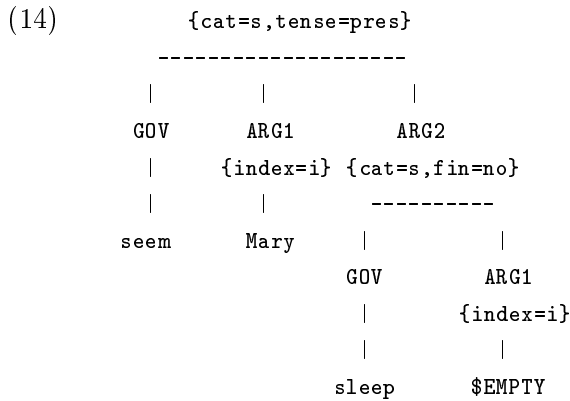 (14) {cat=s,tense=pres}
--------------------
| | |
GOV ARG1 ARG2
| {index=i} {cat=s,fin=no}
| | ----------
seem Mary | |
GOV ARG1
| {index=i}
| |
sleep $EMPTY